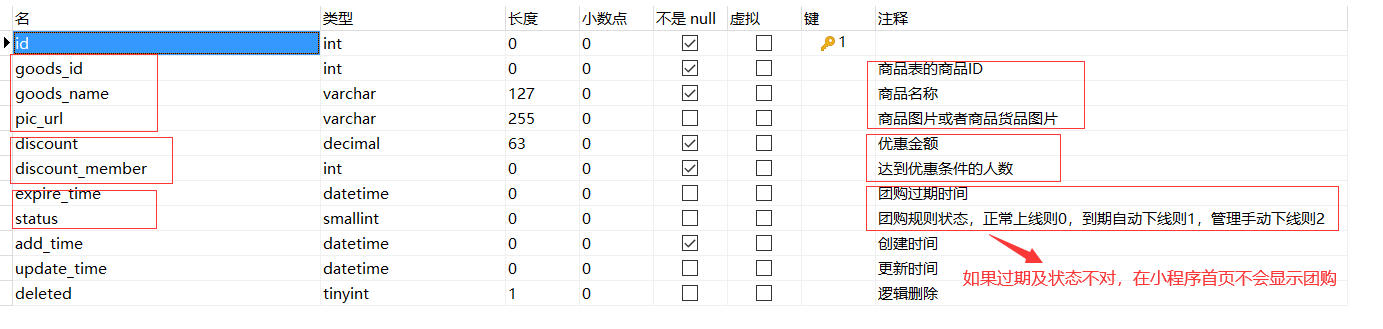 名 类型 长度 小数点 不是 null 虚拟 键 注释
id int 0 0 1
goods_id int 0 0 商品表的商品ID
goods_name varchar 127 0 商品名称
pic_url varchar 255 0 商品图片或者商品货品图片
discount decimal 63 0 优惠金额
discount_member int 0 0 达到优惠条件的人数
expire_time datetime 0 0 团购过期时间
status smallint 0 0 团购规则状态，正常上线则0，到期自动下线则1，管理手动下线则2
add_time datetime 0 0 创建时间
update_time datetime 0 0 更新时间
如果过期及状态不对，在小程序首页不会显示团购
deleted tinyint 1 0 逻辑删除